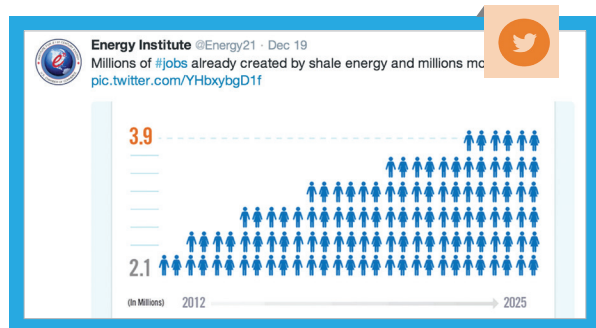 Energy Institute @Energy21 · Dec 19
Millions of #jobs already created by shale energy and millions
pic.twitter.com/YHbxybgD1f
3.9
2.1
(In Millions) 2012 2025